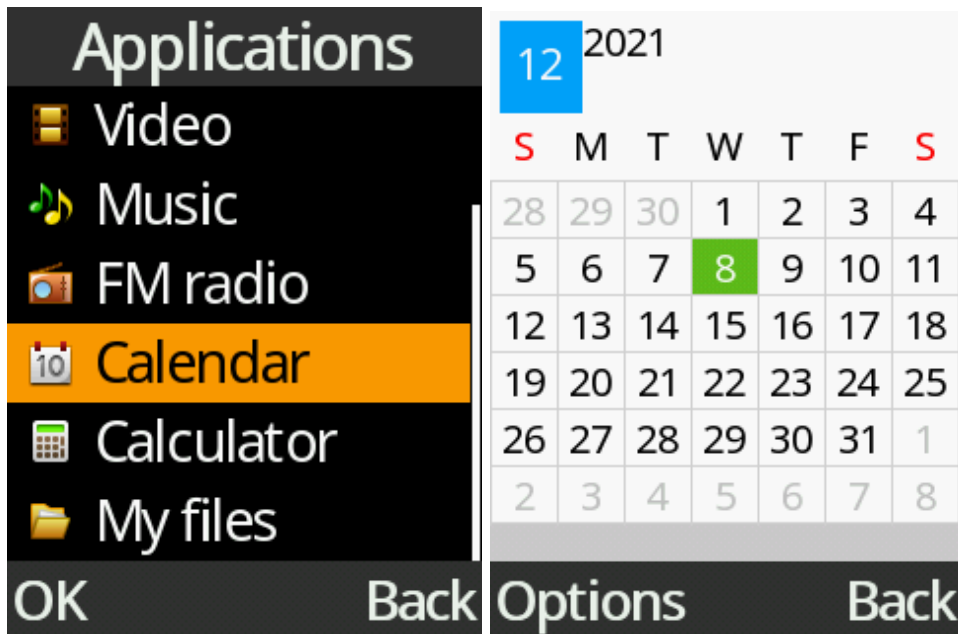 Applications
Video
Music
FM radio
10 Calendar
Calculator
My files
OK Back
12 2021
S M T W T F S
28 29 30 1 2 3 4
5 6 7 8 9 10 11
12 13 14 15 16 17 18
19 20 21 22 23 24 25
26 27 28 29 30 31 1
2 3 4 5 6 7 8
Options Back